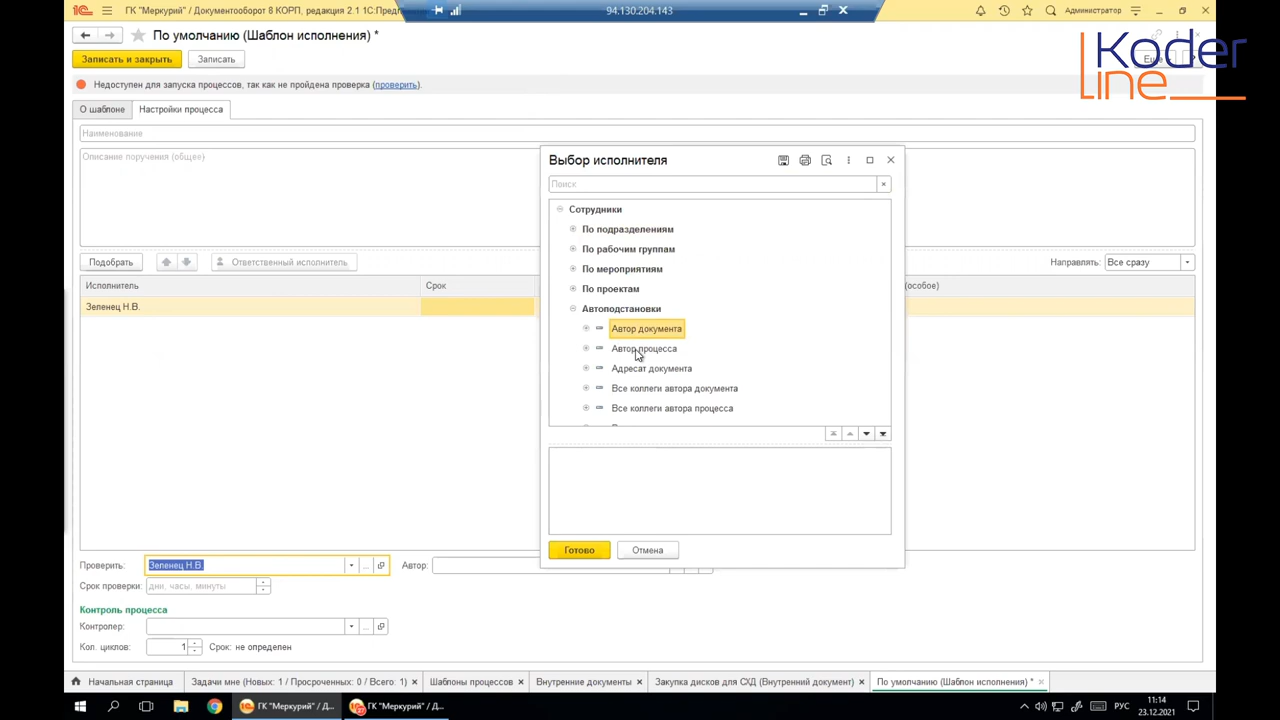 1С ГК "Меркурий" / Документооборот 8 КОРП, редакция 2.1 1С:Предп
94.130.204.143
Администратор
По умолчанию (Шаблон исполнения) *
Koder
line
Записать и закрыть
Записать
Недоступен для запуска процессов, так как не пройдена проверка (проверить).
О шаблоне
Настройки процесса
Наименование
Описание поручения (общее)
Выбор исполнителя
Поиск
Сотрудники
По подразделениям
По рабочим группам
По мероприятиям
По проектам
Автоподстановки
Автор документа
Автор процесса
Адресат документа
Все коллеги автора документа
Все коллеги автора процесса
Готово
Отмена
Подобрать
Ответственный исполнитель
Направлять:
Все сразу
Исполнитель
Срок
(особое)
Зеленец Н.В.
Проверить:
Зеленец Н.В.
Автор:
Срок проверки:
дни, часы, минуты
Контроль процесса
Контролер:
Кол. циклов:
1
Срок: не определен
Начальная страница
Задачи мне (Новых: 1 / Просроченных: 0 / Всего: 1)
Шаблоны процессов
Внутренние документы
Закупка дисков для СХД (Внутренний документ)
По умолчанию (Шаблон исполнения) *
ГК "Меркурий" / Д...
ГК "Меркурий" / Д...
РУС
11:14
23.12.2021